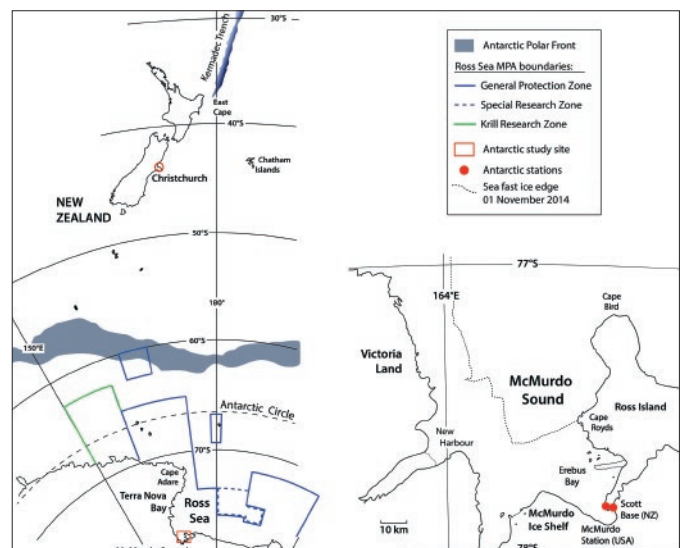 30°S
Kermadec Trench
East
Cape
40°S
Chatham
Islands
Christchurch
NEW
ZEALAND
50°S
180°
60°S
150°E
Antarctic Circle
70°S
Cape
Adare
Terra Nova
Bay
Ross
Sea
Antarctic Polar Front
Ross Sea MPA boundaries:
General Protection Zone
Special Research Zone
Krill Research Zone
Antarctic study site
Antarctic stations
Sea fast ice edge
01 November 2014
77°S
164°E
Cape
Bird
Victoria
Land
McMurdo
Sound
Ross Island
Cape
Royds
New
Harbour
Erebus
Bay
Scott
Base (NZ)
McMurdo
Ice Shelf
McMurdo
Station (USA)
10 km
78°S